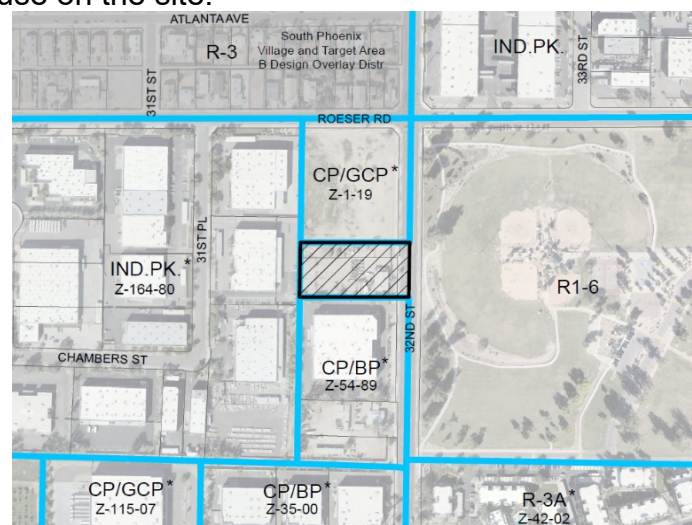 use on the site.
ATLANTA AVE
R-3
South Phoenix
Village and Target Area
B Design Overlay Distr
IND.PK.
31ST ST
33RD ST
ROESER RD
CP/GCP*
Z-1-19
31ST PL
IND.PK.*
Z-164-80
R1-6
32ND ST
CHAMBERS ST
CP/BP*
Z-54-89
CP/GCP*
Z-115-07
CP/BP*
Z-35-00
R-3A*
Z-42-02